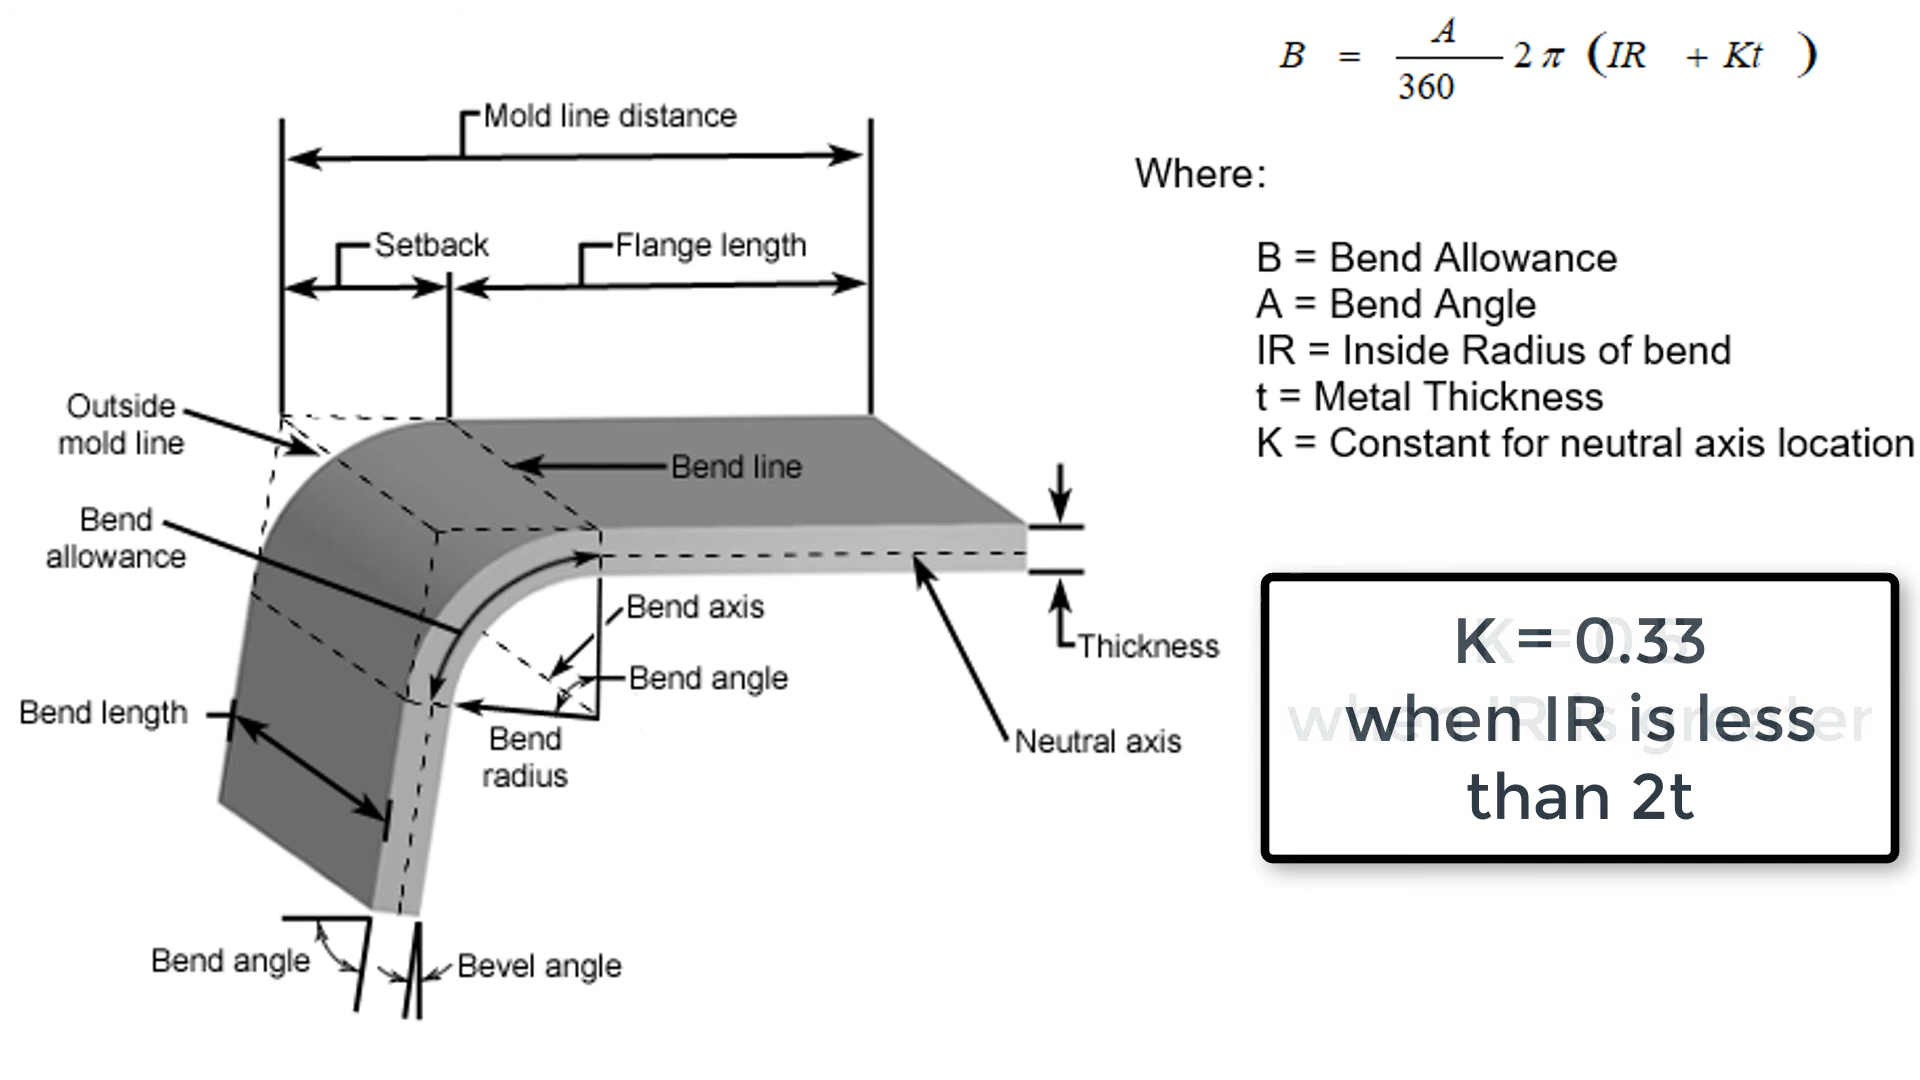 B = A/360 2 π (IR + Kt)
Mold line distance
Where:
Setback
Flange length
B = Bend Allowance
A = Bend Angle
IR = Inside Radius of bend
t = Metal Thickness
K = Constant for neutral axis location
Outside
mold line
Bend line
Bend
allowance
Bend axis
Thickness
Bend angle
Bend length
Bend
radius
Neutral axis
K = 0.33
when IR is less
than 2t
Bend angle
Bevel angle